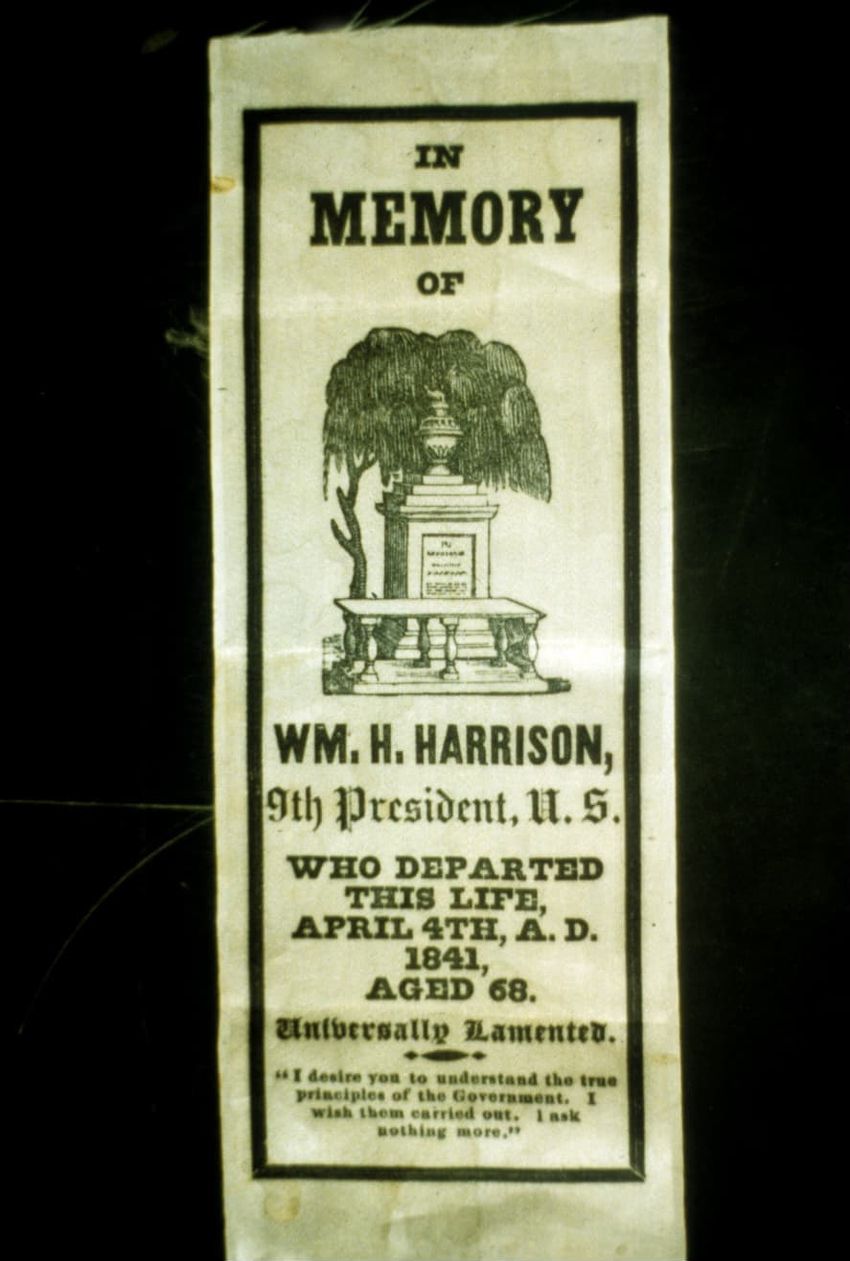 IN
MEMORY
OF
WM. H. HARRISON,
9th President, U. S.
WHO DEPARTED
THIS LIFE,
APRIL 4TH, A. D.
1841,
AGED 68.
Universally Lamented.
"I desire you to understand the true
principles of the Government. I
wish them carried out. I ask
nothing more."